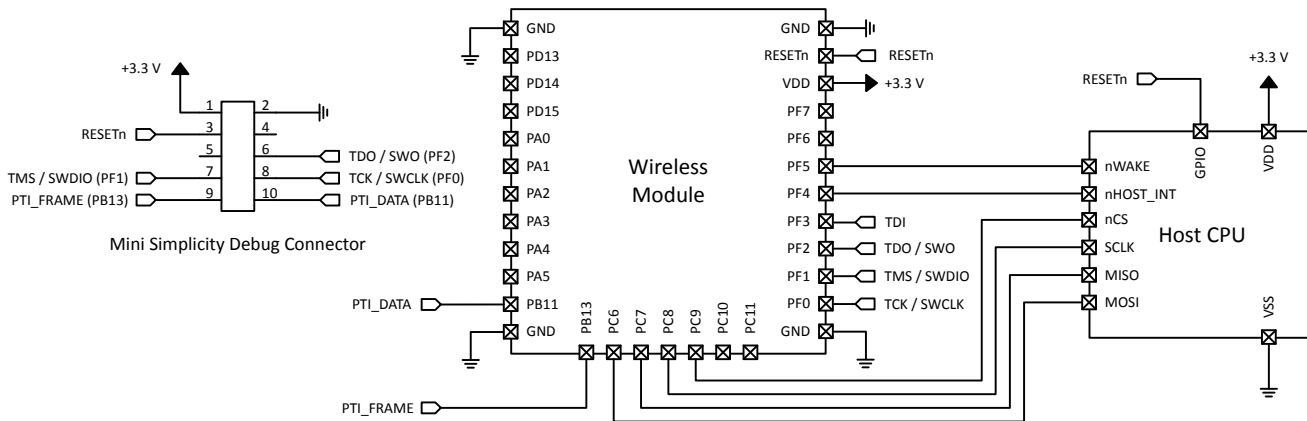 +3.3 V
1
2
RESETn
3
4
5
6
TDO / SWO (PF2)
TMS / SWDIO (PF1)
7
8
TCK / SWCLK (PF0)
PTI_FRAME (PB13)
9
10
PTI_DATA (PB11)
Mini Simplicity Debug Connector
GND
PD13
PD14
PD15
PA0
PA1
PA2
PA3
PA4
PA5
PTI_DATA
PB11
GND
PTI_FRAME
PB13
PC6
PC7
PC8
PC9
PC10
PC11
Wireless
Module
GND
RESETn
RESETn
VDD
+3.3 V
PF7
PF6
PF5
PF4
PF3
TDI
PF2
TDO / SWO
PF1
TMS / SWDIO
PF0
TCK / SWCLK
GND
RESETn
+3.3 V
GPIO
VDD
nWAKE
nHOST_INT
nCS
SCLK
MISO
MOSI
Host CPU
VSS